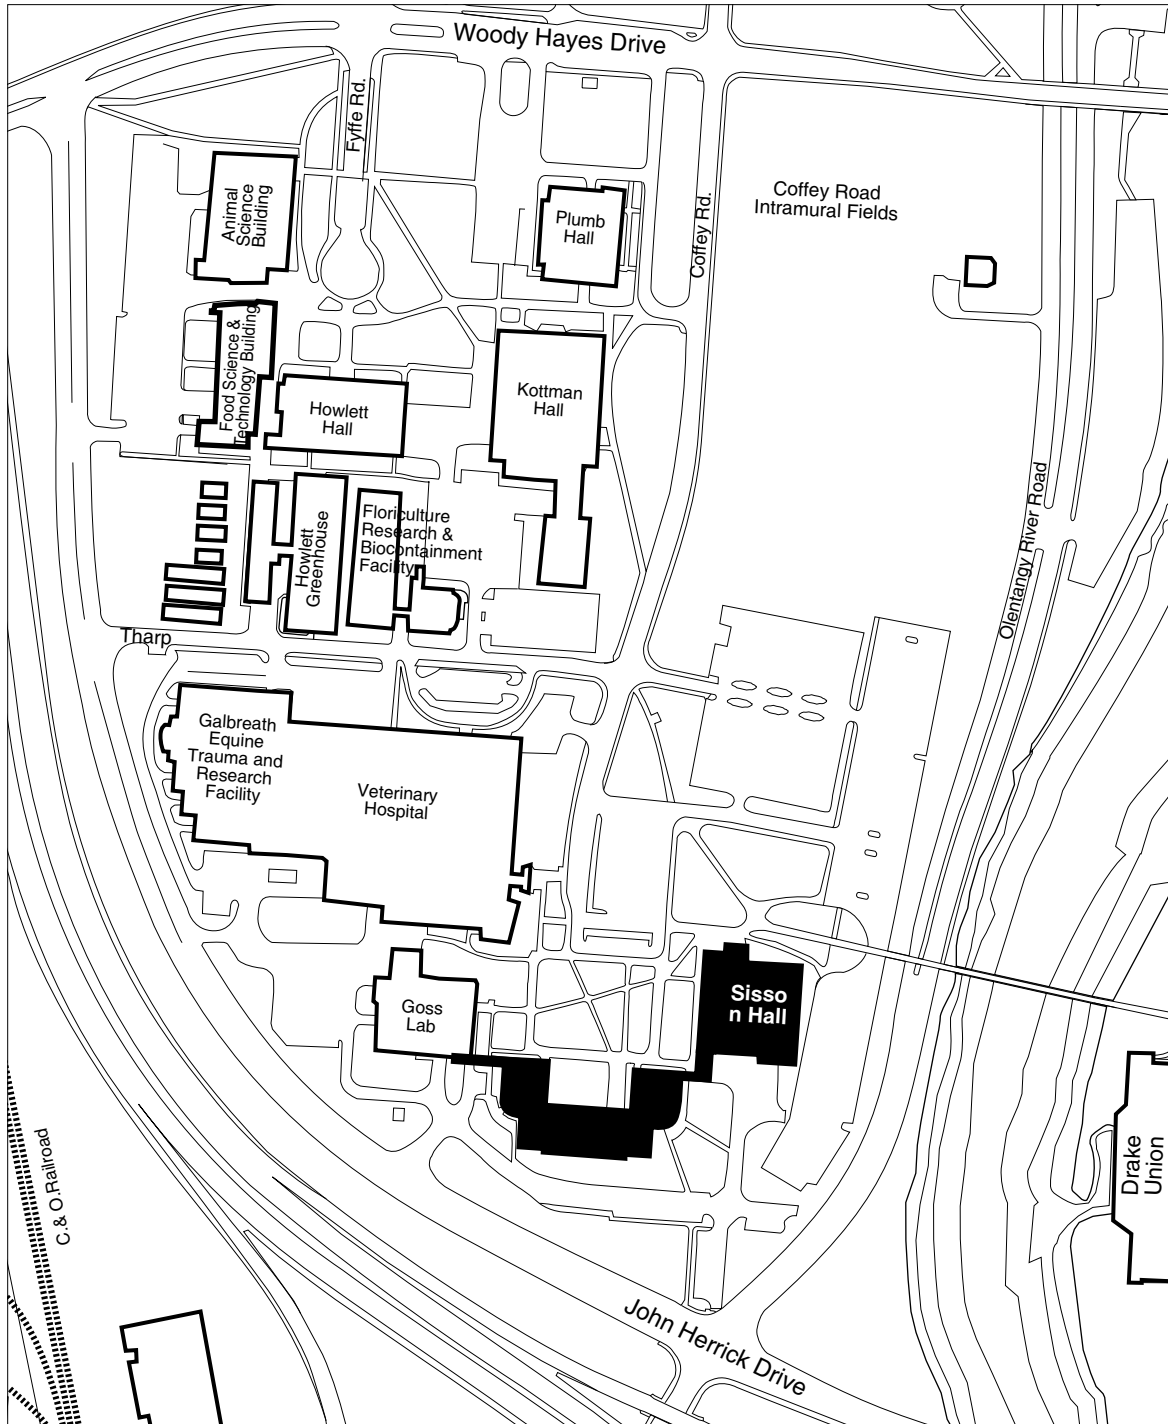 Woody Hayes Drive
Fyffe Rd.
Animal
Science
Building
Plumb
Hall
Coffey Rd.
Coffey Road
Intramural Fields
Food Science &
Technology Building
Howlett
Hall
Kottman
Hall
Howlett
Greenhouse
Floriculture
Research &
Biocontainment
Facility
Olentangy River Road
Tharp
Galbreath
Equine
Trauma and
Research
Facility
Veterinary
Hospital
Goss
Lab
Sisso
n Hall
C.& O.Railroad
Drake
Union
John Herrick Drive